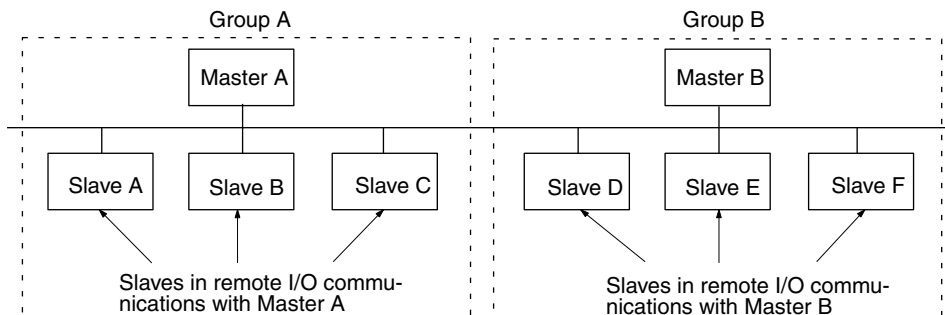 Group A
Group B
Master A
Master B
Slave A
Slave B
Slave C
Slave D
Slave E
Slave F
Slaves in remote I/O commu-
nications with Master A
Slaves in remote I/O commu-
nications with Master B